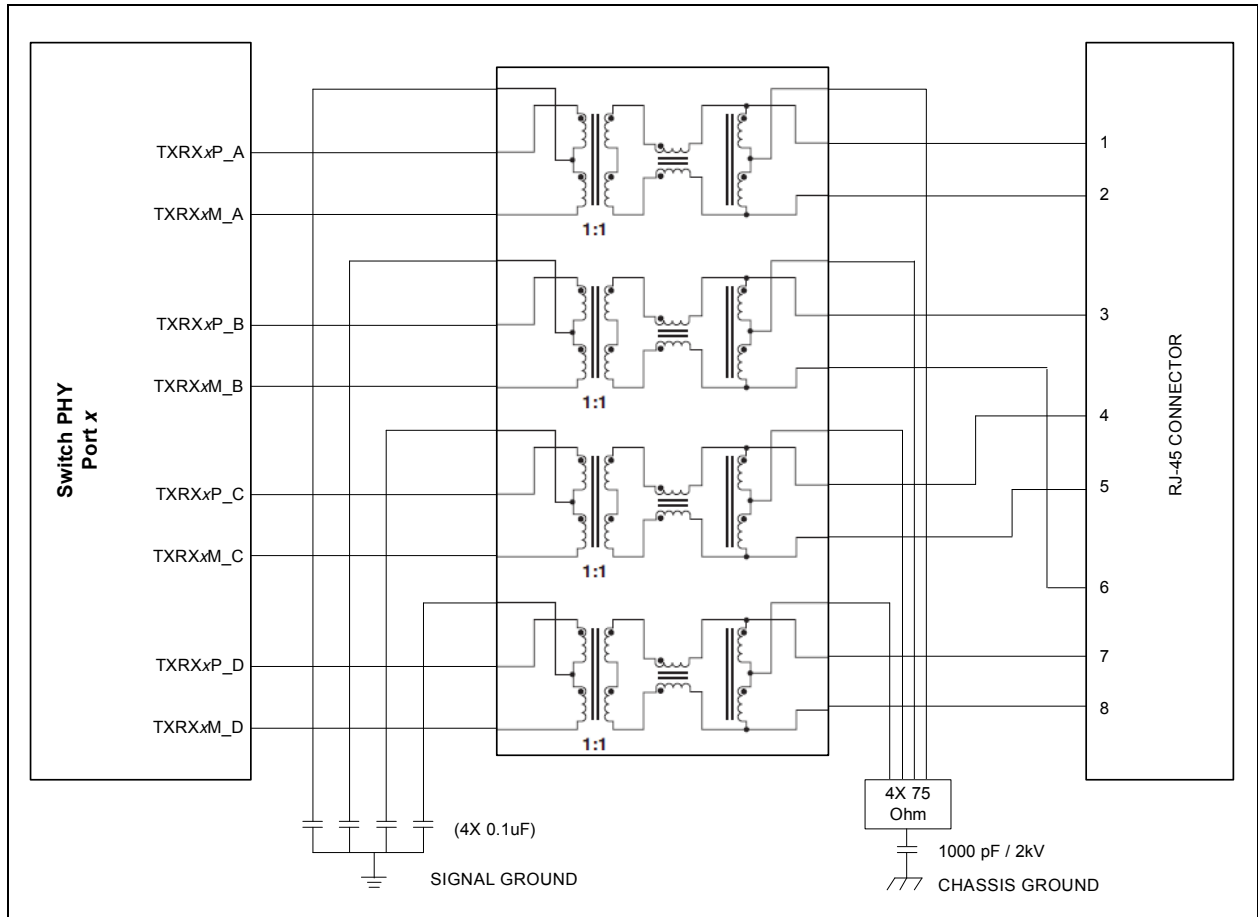 Switch PHY
Port x
TXRXxP_A
TXRXxM_A
TXRXxP_B
TXRXxM_B
TXRXxP_C
TXRXxM_C
TXRXxP_D
TXRXxM_D
1:1
1:1
1:1
1:1
1
2
3
4
5
6
7
8
RJ-45 CONNECTOR
(4X 0.1uF)
SIGNAL GROUND
4X 75
Ohm
1000 pF / 2kV
CHASSIS GROUND